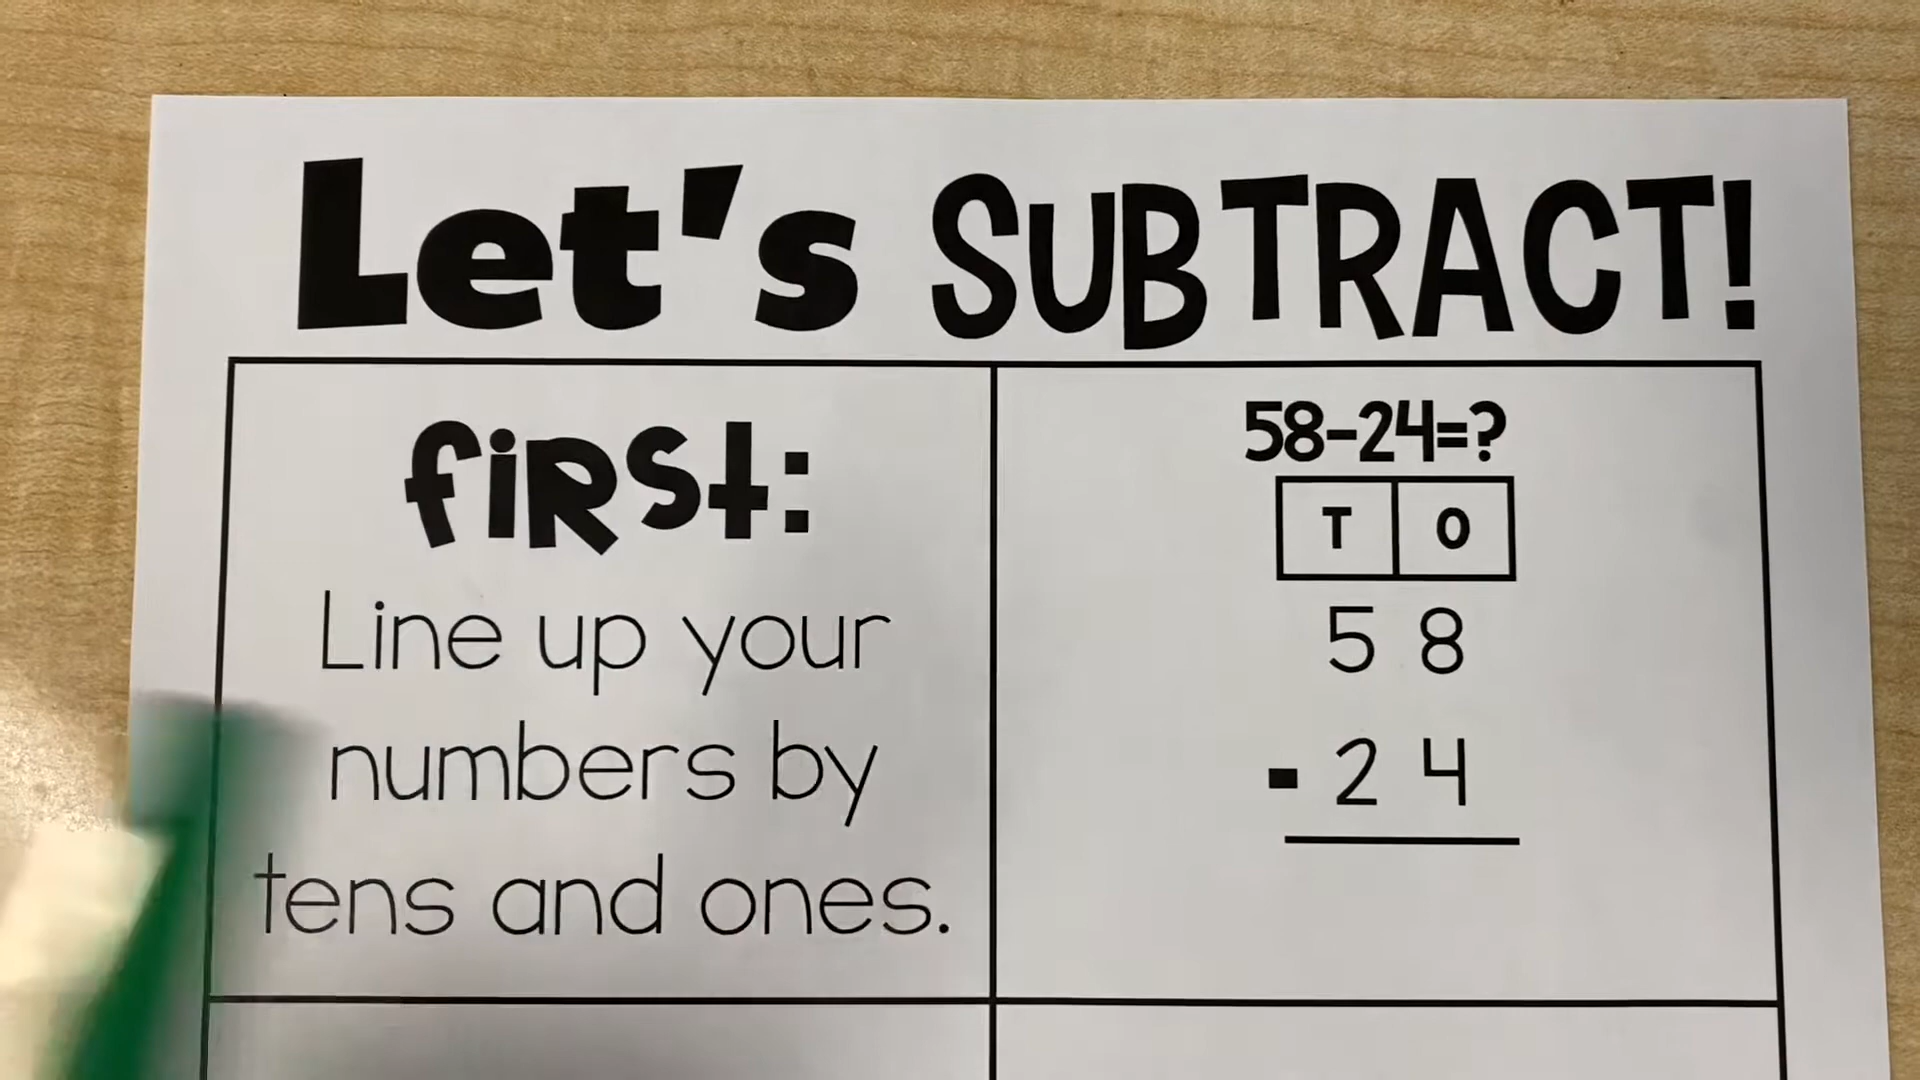 Let's SUBTRACT!
first:
Line up your
numbers by
tens and ones.
58-24=?
T O
5 8
- 2 4